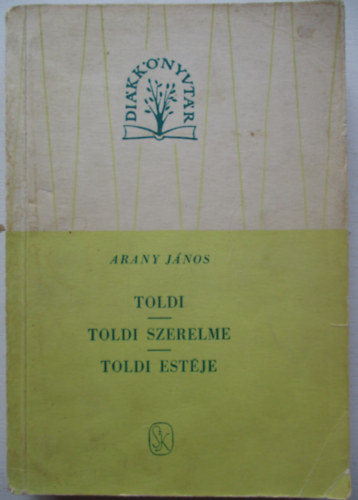 DIÁKKÖNYVTÁR
ARANY JÁNOS
TOLDI
TOLDI SZERELME
TOLDI ESTÉJE